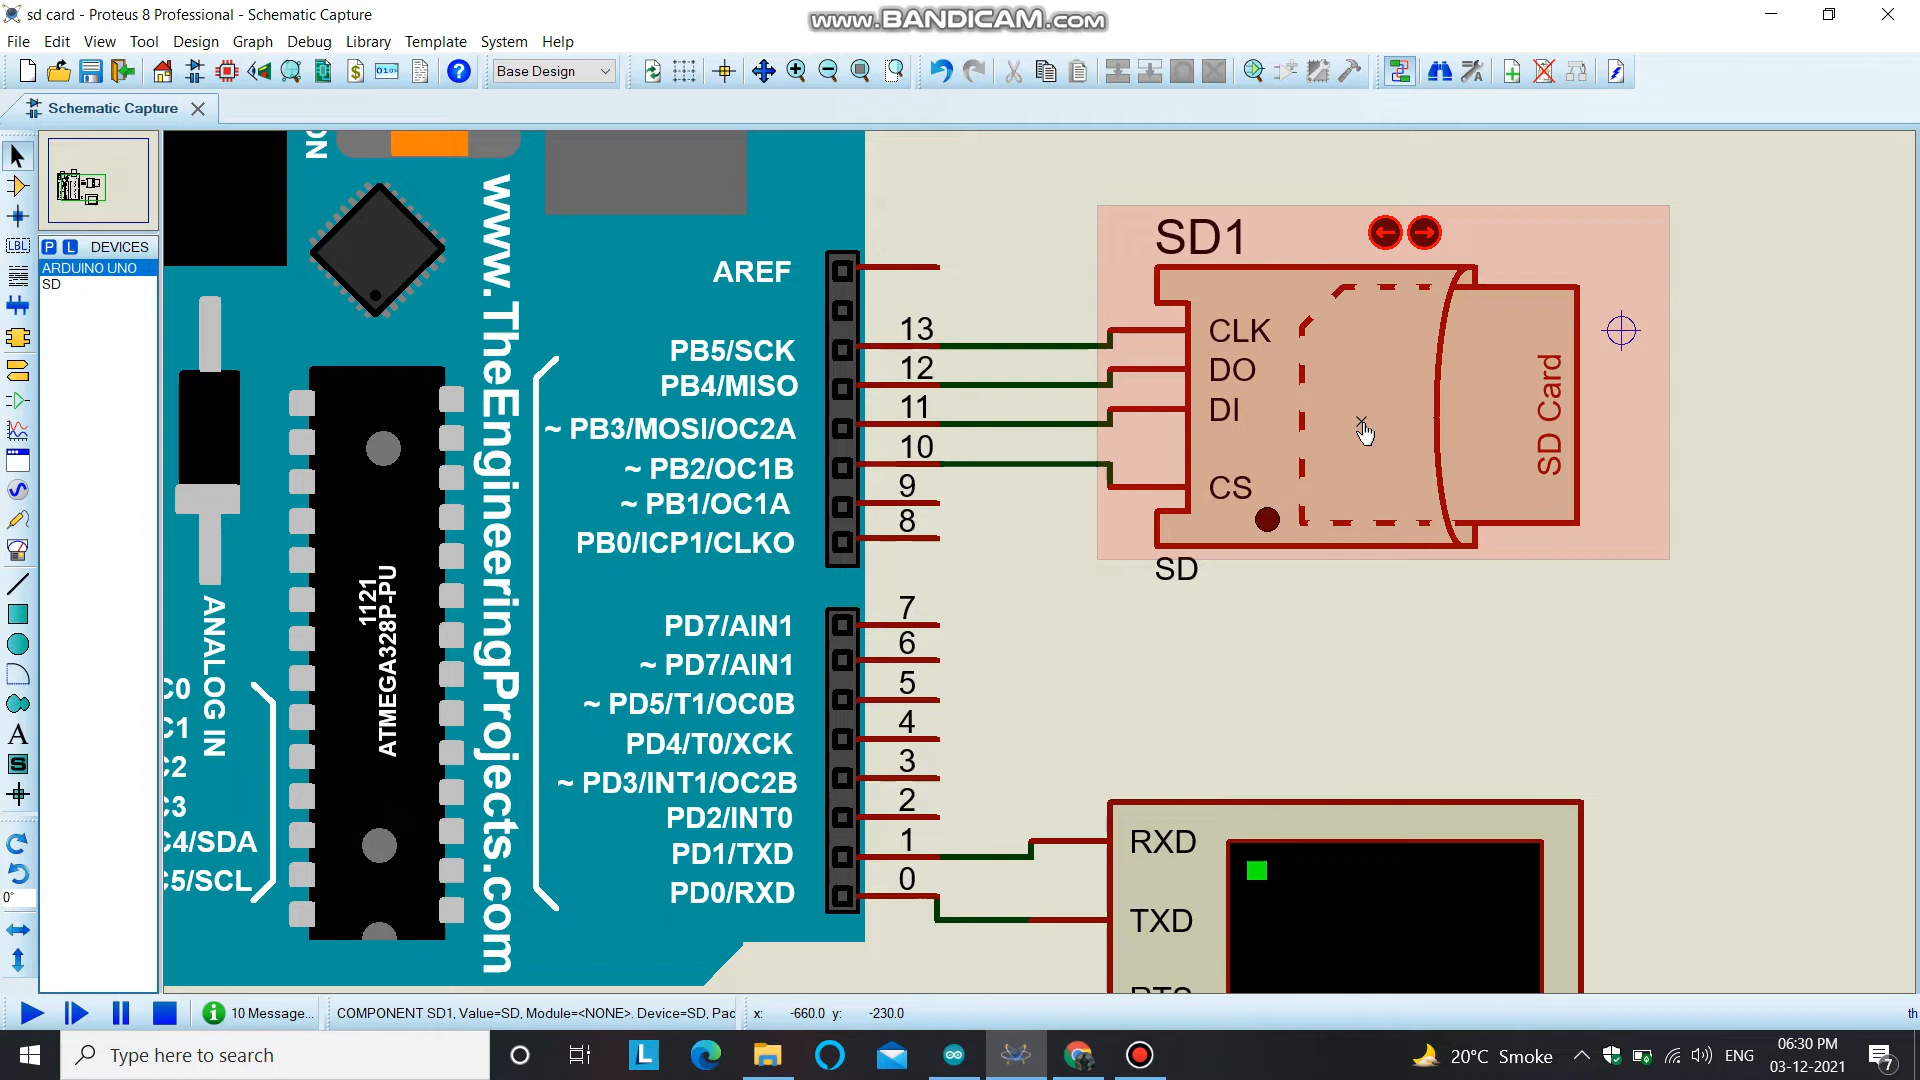 sd card - Proteus 8 Professional - Schematic Capture
www.BANDICAM.com
File Edit View Tool Design Graph Debug Library Template System Help
Base Design
Schematic Capture
P L DEVICES
ARDUINO UNO
SD
LBL
A
S
0°
ON
www.TheEngineeringProjects.com
1121
ATMEGA328P-PU
ANALOG IN
C0
C1
C2
C3
C4/SDA
C5/SCL
AREF
PB5/SCK 13
PB4/MISO 12
~ PB3/MOSI/OC2A 11
~ PB2/OC1B 10
~ PB1/OC1A 9
PB0/ICP1/CLKO 8
PD7/AIN1 7
~ PD7/AIN1 6
~ PD5/T1/OC0B 5
PD4/T0/XCK 4
~ PD3/INT1/OC2B 3
PD2/INT0 2
PD1/TXD 1
PD0/RXD 0
SD1
CLK
DO
DI
CS
SD Card
SD
RXD
TXD
RTS
10 Message...
COMPONENT SD1, Value=SD, Module=<NONE>. Device=SD, Pac
x: -660.0 y: -230.0
th
Type here to search
L
20°C Smoke
ENG
06:30 PM
03-12-2021
7